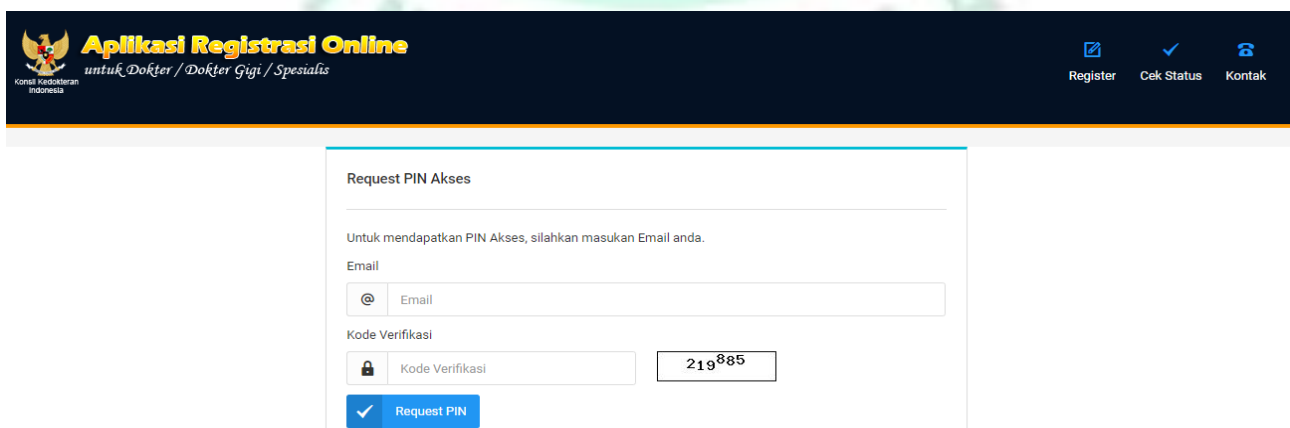 Aplikasi Registrasi Online
untuk Dokter / Dokter Gigi / Spesialis
Konsil Kedokteran
Indonesia
Register
Cek Status
Kontak
Request PIN Akses
Untuk mendapatkan PIN Akses, silahkan masukan Email anda.
Email
@ Email
Kode Verifikasi
Kode Verifikasi
219885
Request PIN